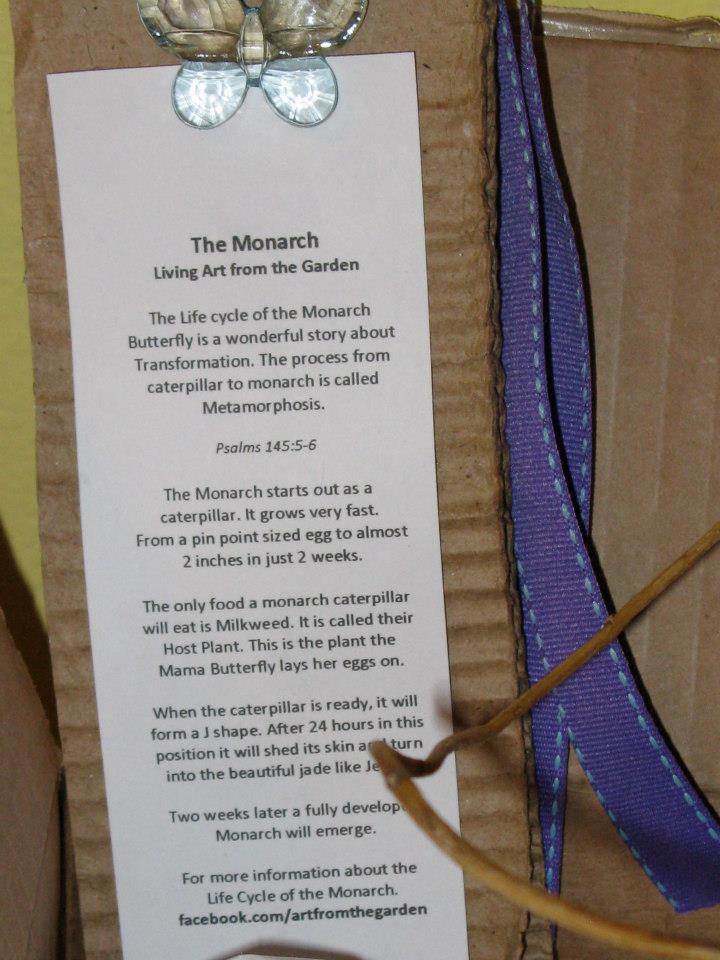 The Monarch
Living Art from the Garden
The Life cycle of the Monarch
Butterfly is a wonderful story about
Transformation. The process from
caterpillar to monarch is called
Metamorphosis.
Psalms 145:5-6
The Monarch starts out as a
caterpillar. It grows very fast.
From a pin point sized egg to almost
2 inches in just 2 weeks.
The only food a monarch caterpillar
will eat is Milkweed. It is called their
Host Plant. This is the plant the
Mama Butterfly lays her eggs on.
When the caterpillar is ready, it will
form a J shape. After 24 hours in this
position it will shed its skin and turn
into the beautiful jade like
Two weeks later a fully
Monarch will emerge.
For more information about the
Life Cycle of the Monarch.
facebook.com/artfromthegarden